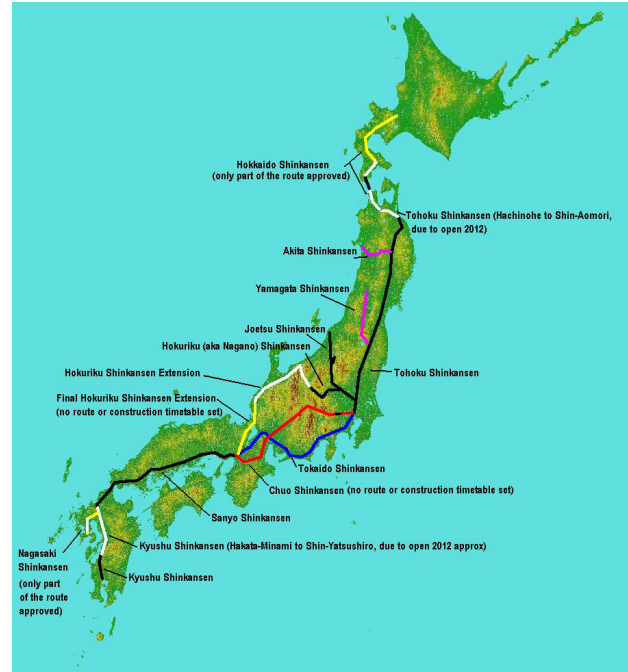 Hokkaido Shinkansen
(only part of the route approved)
Tohoku Shinkansen (Hachinohe to Shin-Aomori,
due to open 2012)
Akita Shinkansen
Yamagata Shinkansen
Joetsu Shinkansen
Hokuriku (aka Nagano) Shinkansen
Hokuriku Shinkansen Extension
Tohoku Shinkansen
Final Hokuriku Shinkansen Extension
(no route or construction timetable set)
Tokaido Shinkansen
Chuo Shinkansen (no route or construction timetable set)
Sanyo Shinkansen
Kyushu Shinkansen (Hakata-Minami to Shin-Yatsushiro, due to open 2012 approx)
Nagasaki
Shinkansen
(only part
of the route
approved)
Kyushu Shinkansen